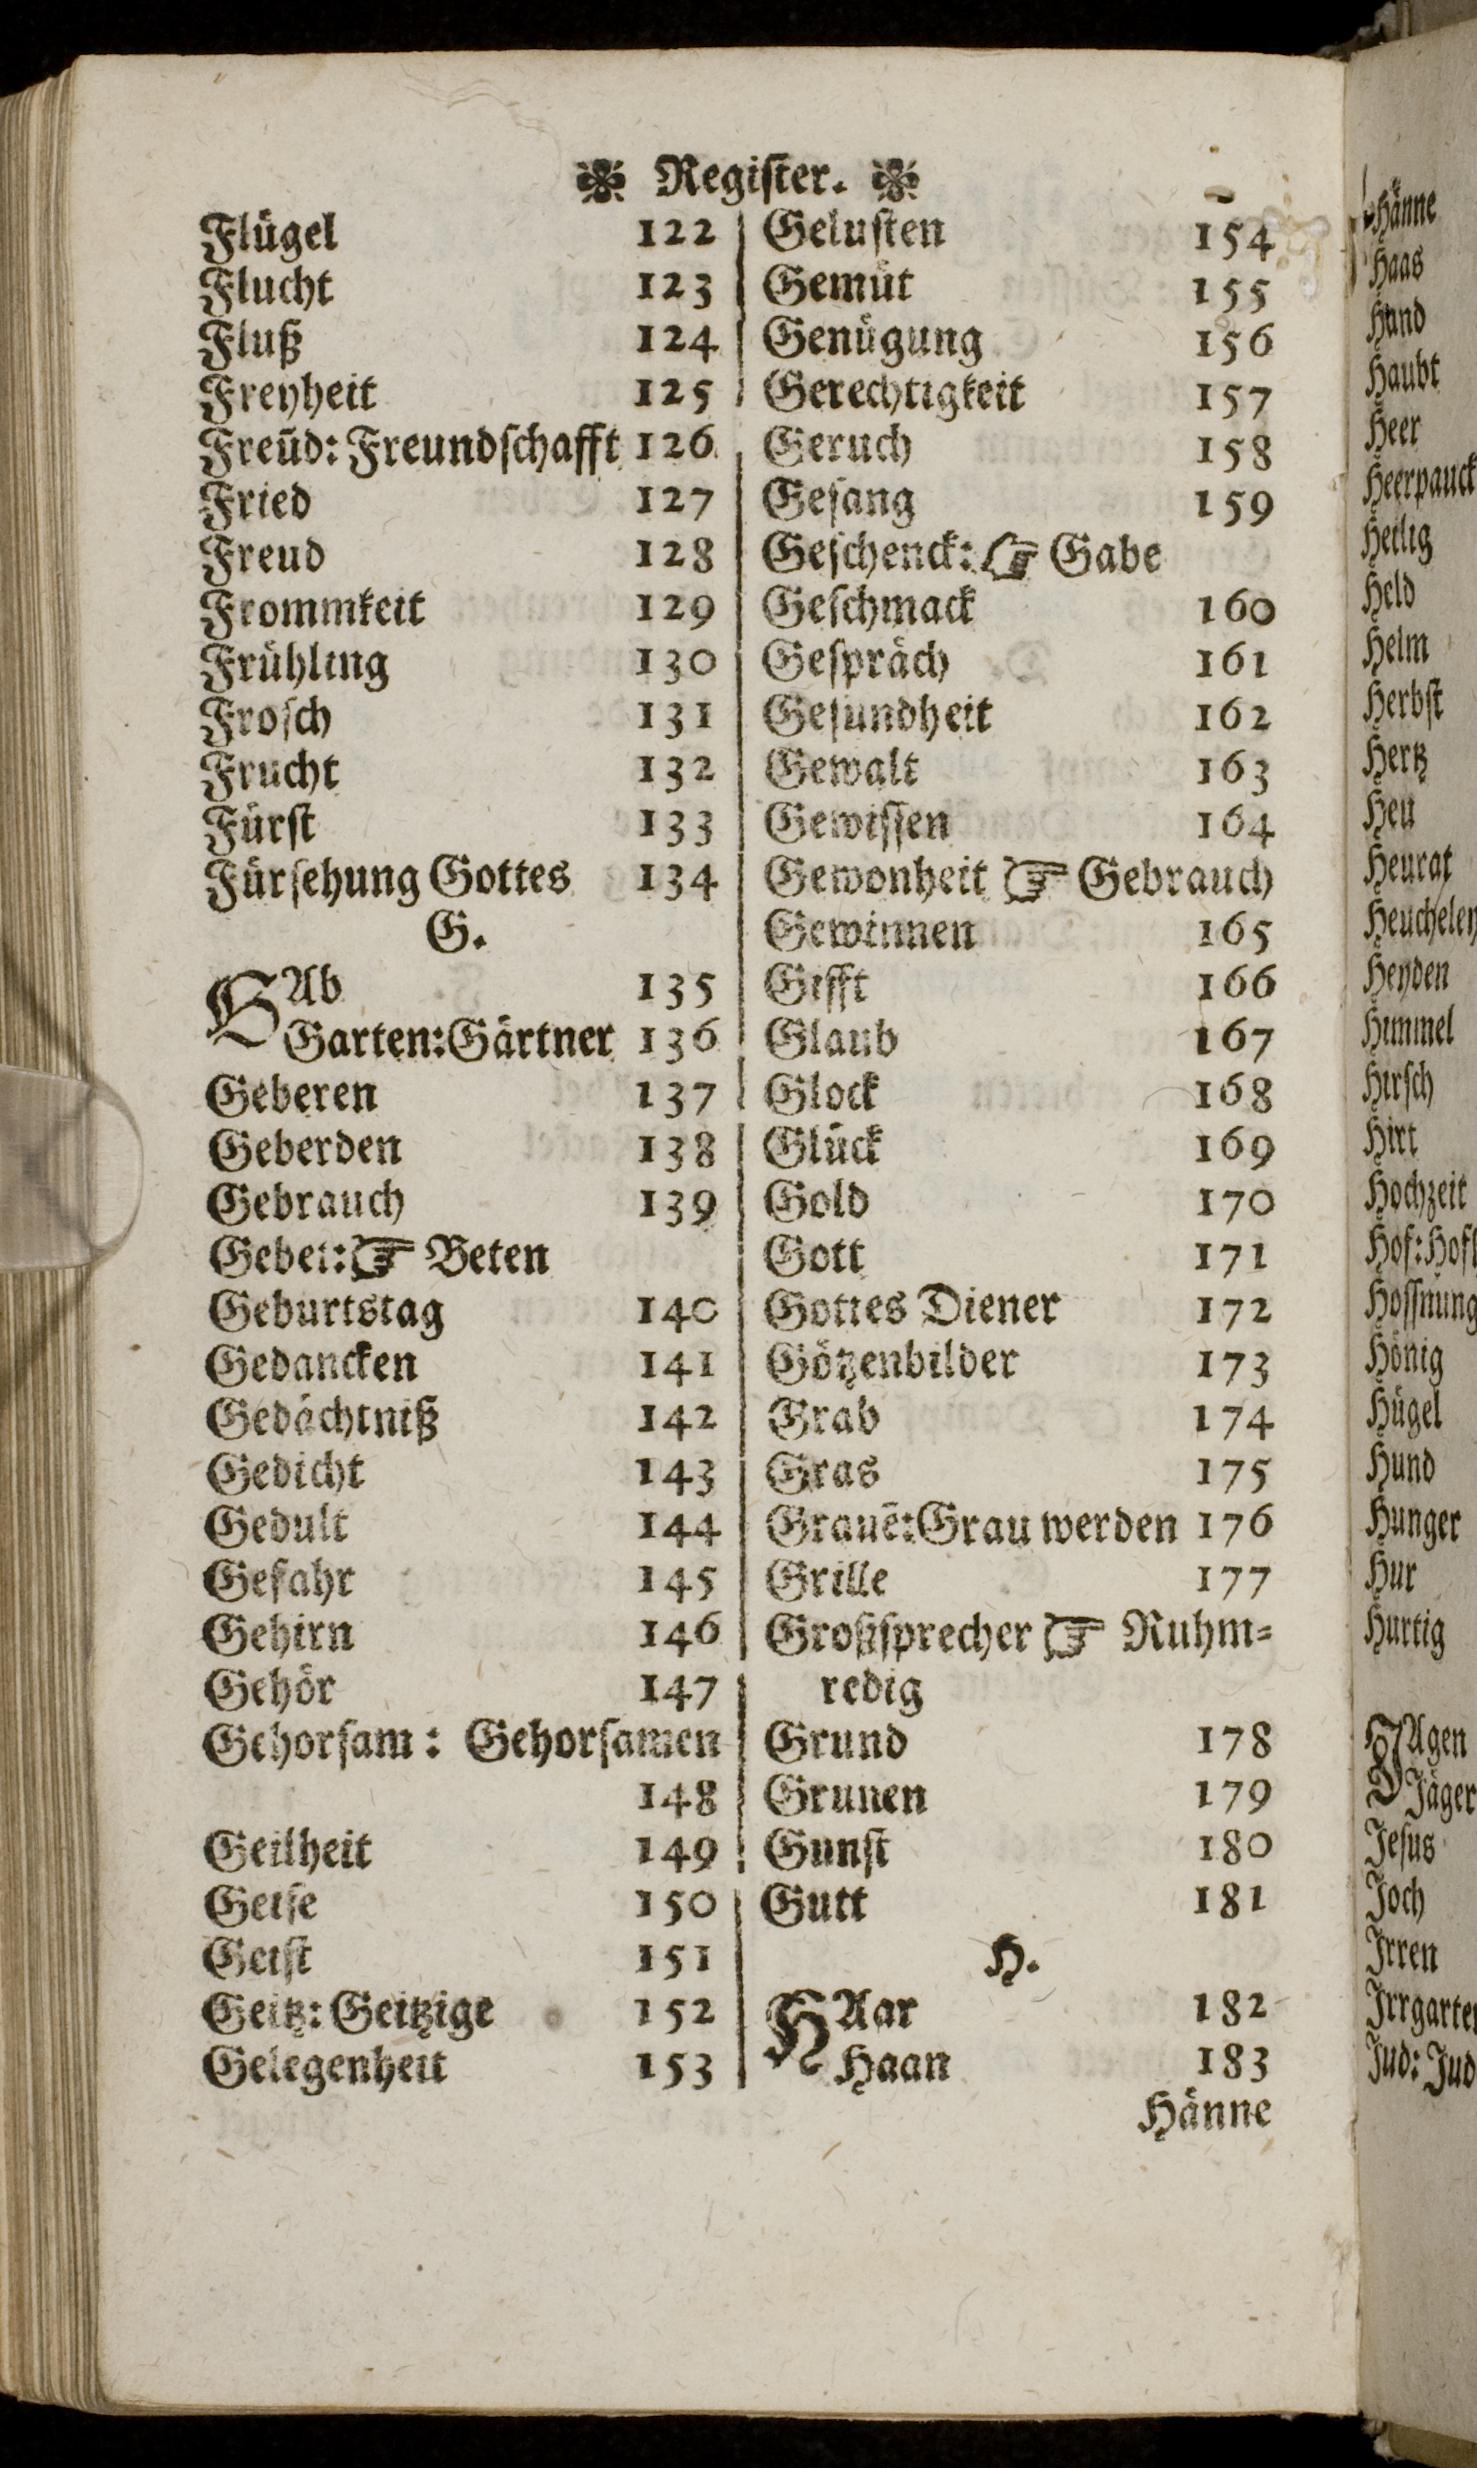 Register.
Flügel 122
Flucht 123
Fluß 124
Freyheit 125
Freũd: Freundschafft 126
Fried 127
Freud 128
Frommkeit 129
Frühling 130
Frosch 131
Frucht 132
Fürst 133
Fürsehung Gottes 134
G.
GAb 135
Garten: Gärtner 136
Geberen 137
Geberden 138
Gebrauch 139
Gebet: ☞ Beten
Geburtstag 140
Gedancken 141
Gedächtniß 142
Gedicht 143
Gedult 144
Gefahr 145
Gehirn 146
Gehör 147
Gehorsam: Gehorsamen
148
Geilheit 149
Geise 150
Geist 151
Geitz: Geitzige 152
Gelegenheit 153
Gelusten 154
Gemüt 155
Genügung 156
Gerechtigkeit 157
Geruch 158
Gesang 159
Geschenck: ☞ Gabe
Geschmack 160
Gespräch 161
Gesundheit 162
Gewalt 163
Gewissen 164
Gewonheit ☞ Gebrauch
Gewinnen 165
Gifft 166
Glaub 167
Glock 168
Glück 169
Gold 170
Gott 171
Gottes Diener 172
Götzenbilder 173
Grab 174
Gras 175
Grauẽ: Grau werden 176
Grille 177
Großsprecher ☞ Ruhm-
redig
Grund 178
Grunen 179
Gunst 180
Gutt 181
H.
HAar 182
Haan 183
Hänne
Hänne
Haas
Hand
Haubt
Heer
Heerpauck
Heilig
Held
Helm
Herbst
Hertz
Heu
Heurat
Heucheley
Heyden
Himmel
Hirsch
Hirt
Hochzeit
Hof: Hofl
Hoffnung
Hönig
Hügel
Hund
Hunger
Hur
Hurtig
JAgen
Jäger
Jesus
Joch
Irren
Irrgarten
Jud: Jud